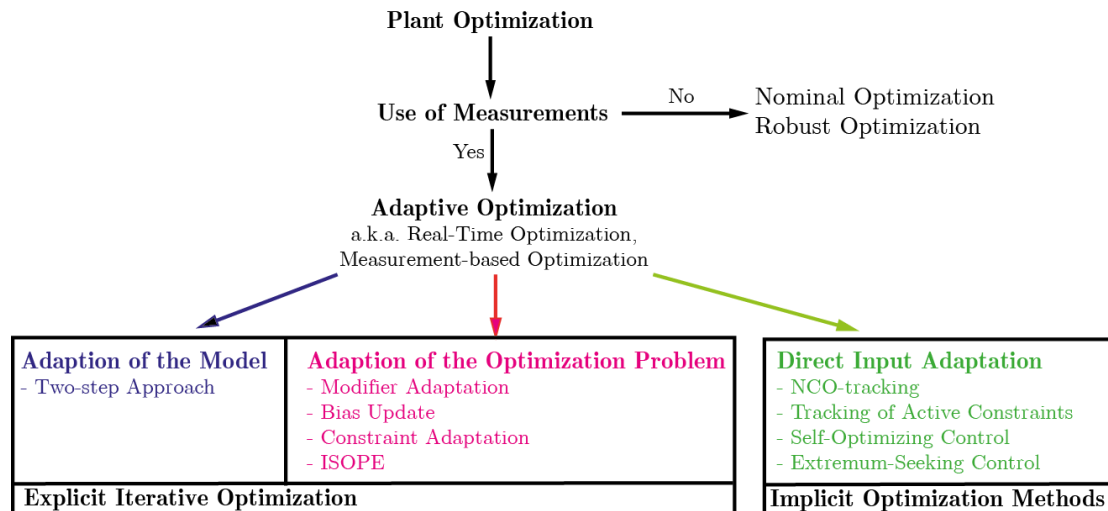 Plant Optimization
Use of Measurements
No
Nominal Optimization
Robust Optimization
Yes
Adaptive Optimization
a.k.a. Real-Time Optimization,
Measurement-based Optimization
Adaption of the Model
- Two-step Approach
Adaption of the Optimization Problem
- Modifier Adaptation
- Bias Update
- Constraint Adaptation
- ISOPE
Explicit Iterative Optimization
Direct Input Adaptation
- NCO-tracking
- Tracking of Active Constraints
- Self-Optimizing Control
- Extremum-Seeking Control
Implicit Optimization Methods